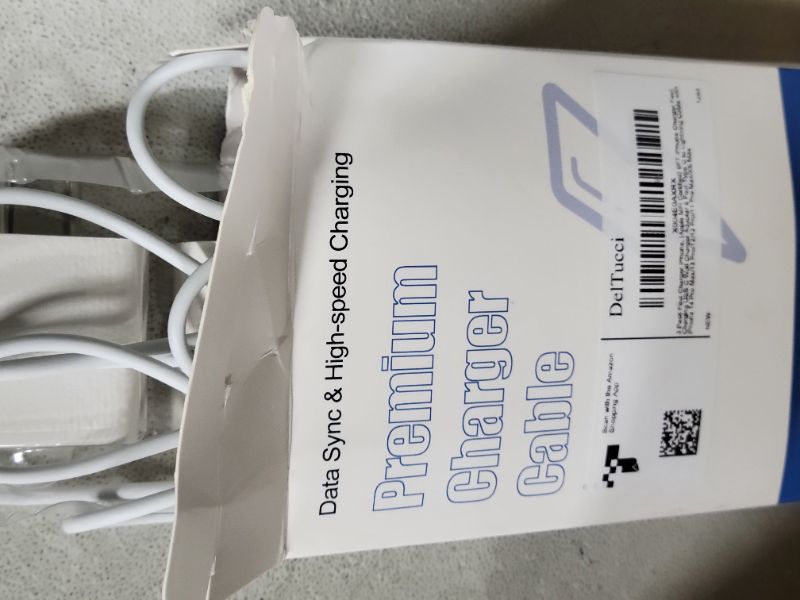 Data Sync & High-speed Charging
Premium
Charger
Cable
Scan with the Amazon
Shopping App
DelTucci
NEW